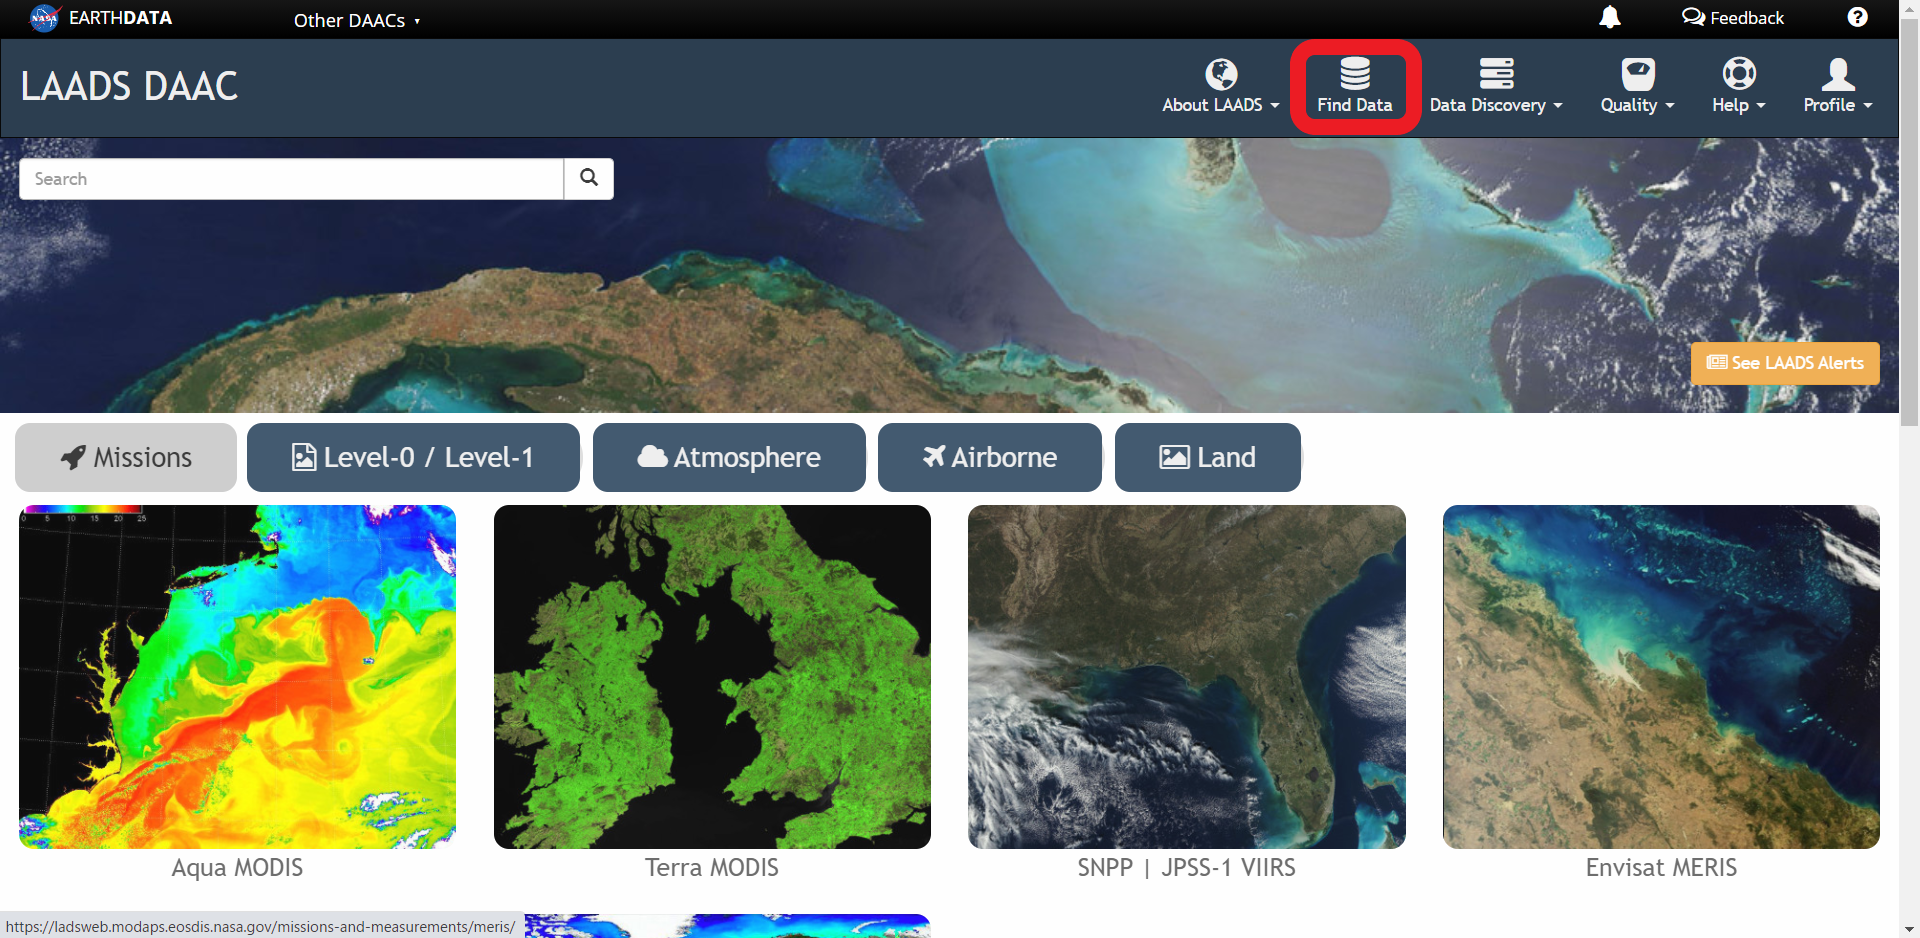 NASA EARTHDATA
Other DAACs
Feedback
?
LAADS DAAC
About LAADS
Find Data
Data Discovery
Quality
Help
Profile
Search
See LAADS Alerts
Missions
Level-0 / Level-1
Atmosphere
Airborne
Land
0 5 10 15 20 25
Aqua MODIS
Terra MODIS
SNPP | JPSS-1 VIIRS
Envisat MERIS
https://ladsweb.modaps.eosdis.nasa.gov/missions-and-measurements/meris/